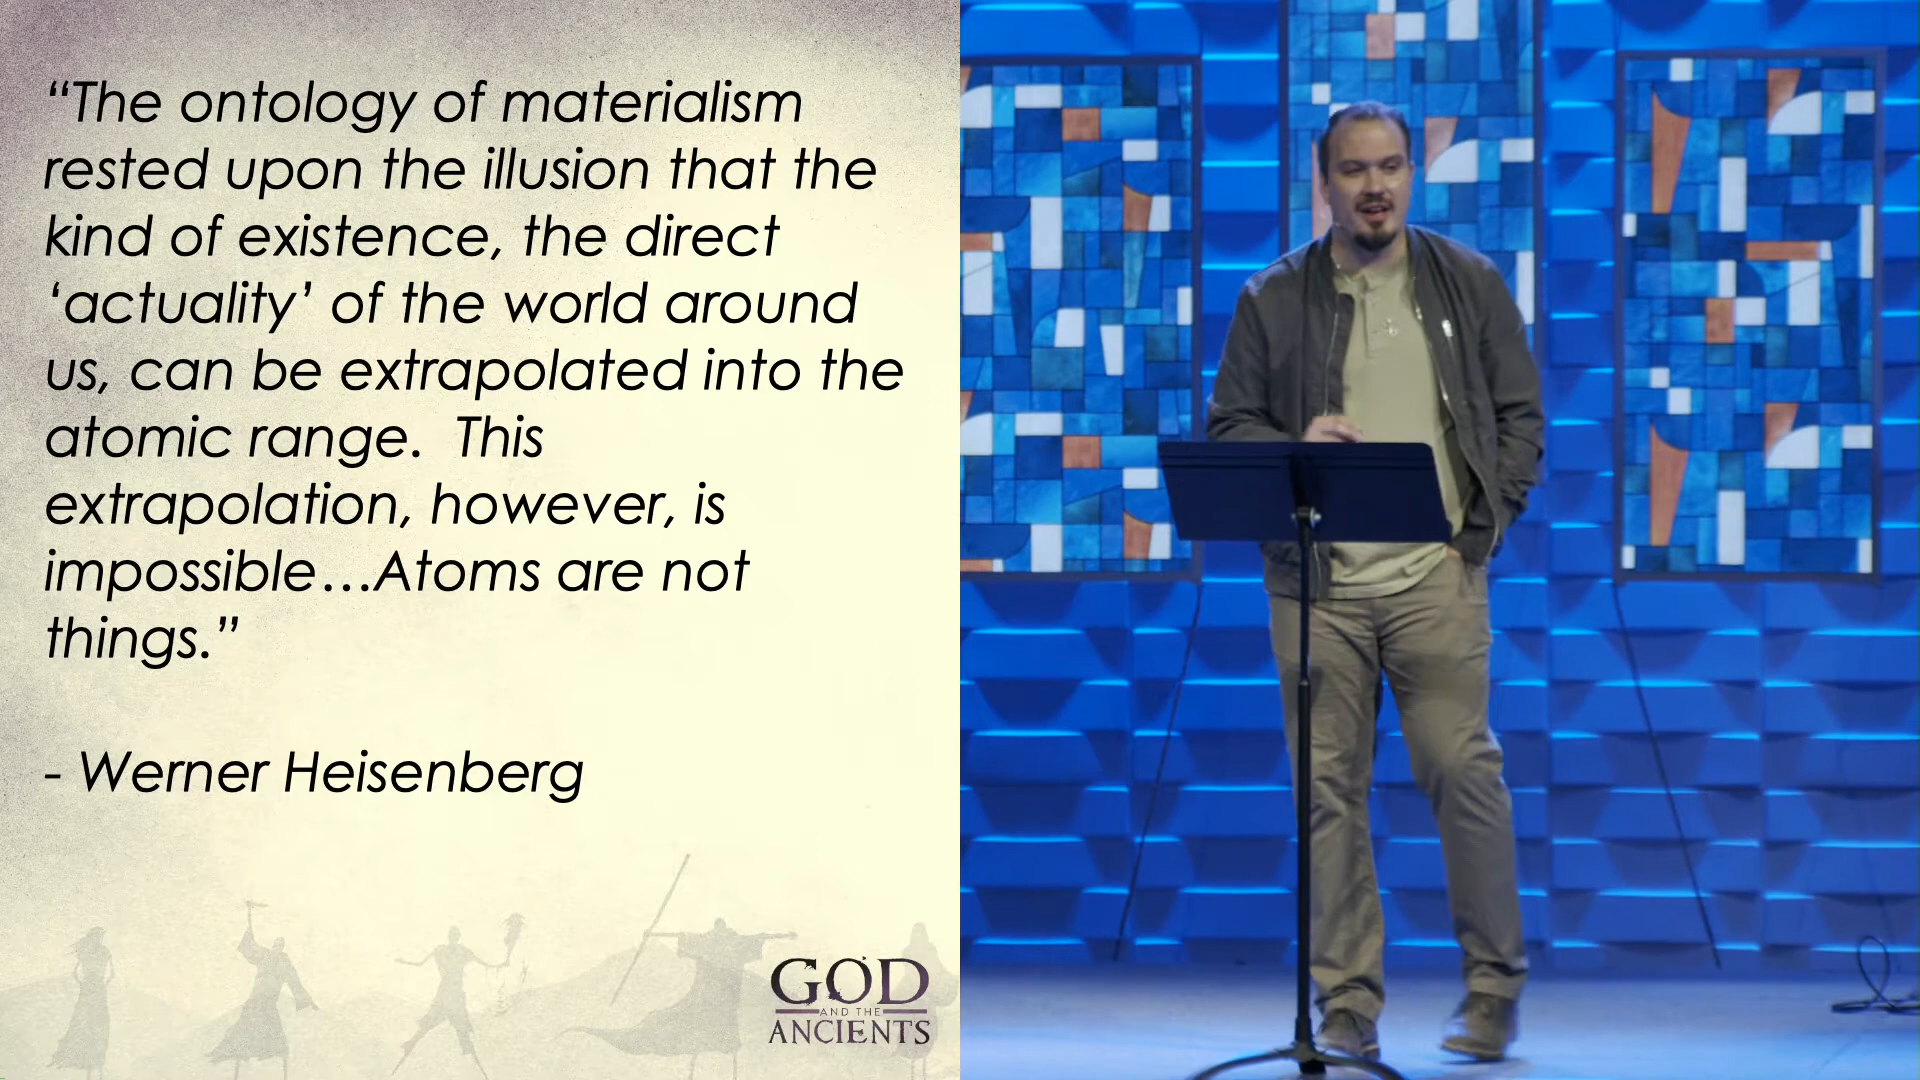 “The ontology of materialism
rested upon the illusion that the
kind of existence, the direct
‘actuality’ of the world around
us, can be extrapolated into the
atomic range.  This
extrapolation, however, is
impossible…Atoms are not
things.”
- Werner Heisenberg
GOD
AND THE
ANCIENTS